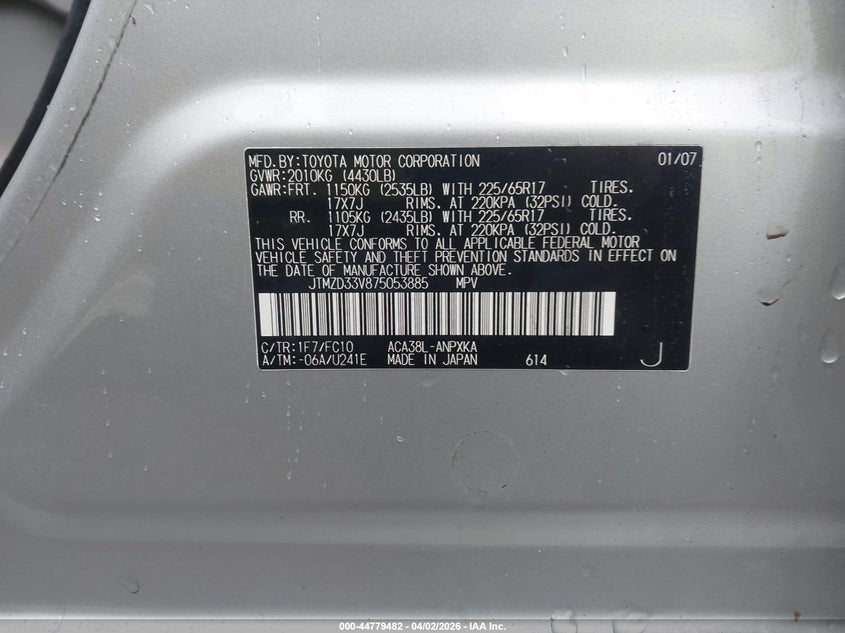 MFD.BY:TOYOTA MOTOR CORPORATION 01/07
GVWR:2010KG (4430LB)
GAWR:FRT. 1150KG (2535LB) WITH 225/65R17 TIRES.
17X7J RIMS. AT 220KPA (32PSI) COLD.
RR. 1105KG (2435LB) WITH 225/65R17 TIRES.
17X7J RIMS. AT 220KPA (32PSI) COLD.
THIS VEHICLE CONFORMS TO ALL APPLICABLE FEDERAL MOTOR
VEHICLE SAFETY AND THEFT PREVENTION STANDARDS IN EFFECT ON
THE DATE OF MANUFACTURE SHOWN ABOVE.
JTMZD33V875053885 MPV
C/TR:1F7/FC10 ACA38L-ANPXKA
A/TM:-06A/U241E MADE IN JAPAN 614 J
000-44779482 - 04/02/2026 - IAA Inc.